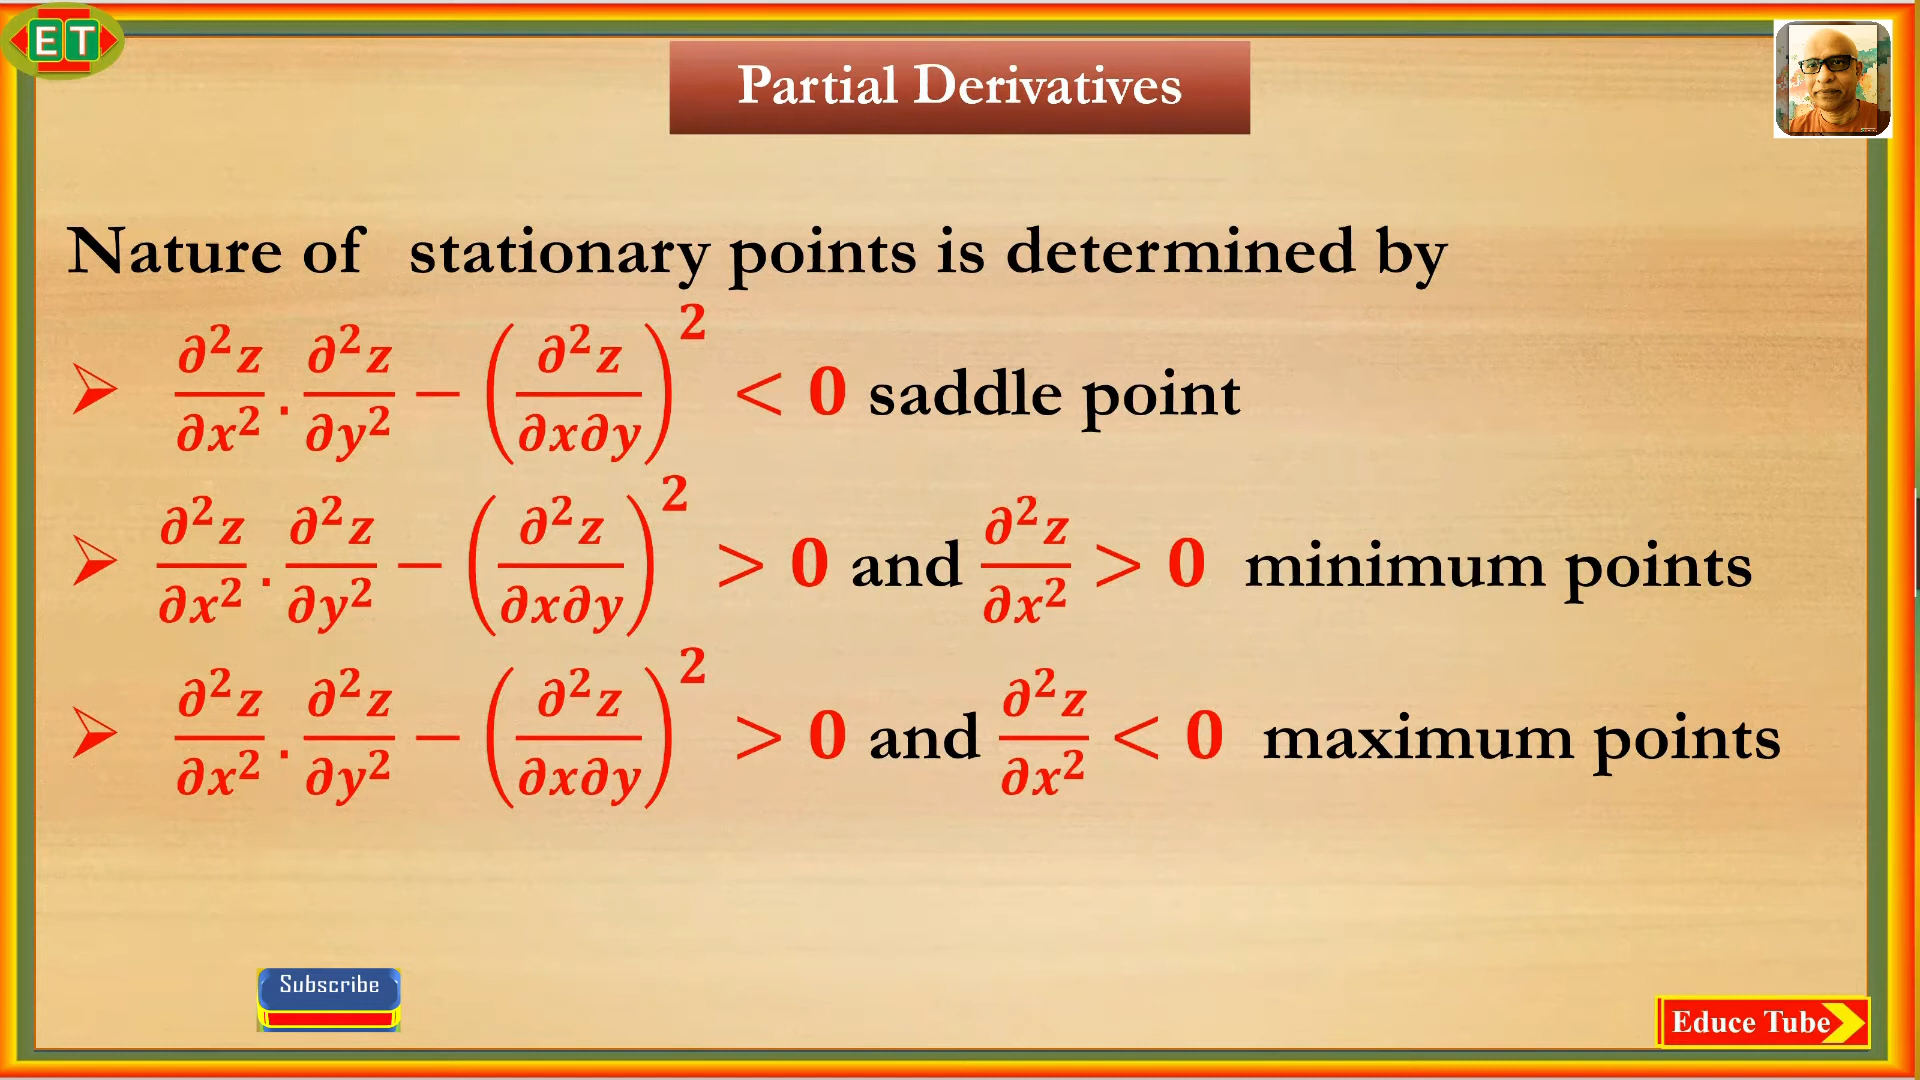 E T
Partial Derivatives
Nature of stationary points is determined by
➢ ∂²z/∂x² . ∂²z/∂y² − (∂²z/∂x∂y)² < 0 saddle point
➢ ∂²z/∂x² . ∂²z/∂y² − (∂²z/∂x∂y)² > 0 and ∂²z/∂x² > 0 minimum points
➢ ∂²z/∂x² . ∂²z/∂y² − (∂²z/∂x∂y)² > 0 and ∂²z/∂x² < 0 maximum points
Subscribe
Educe Tube